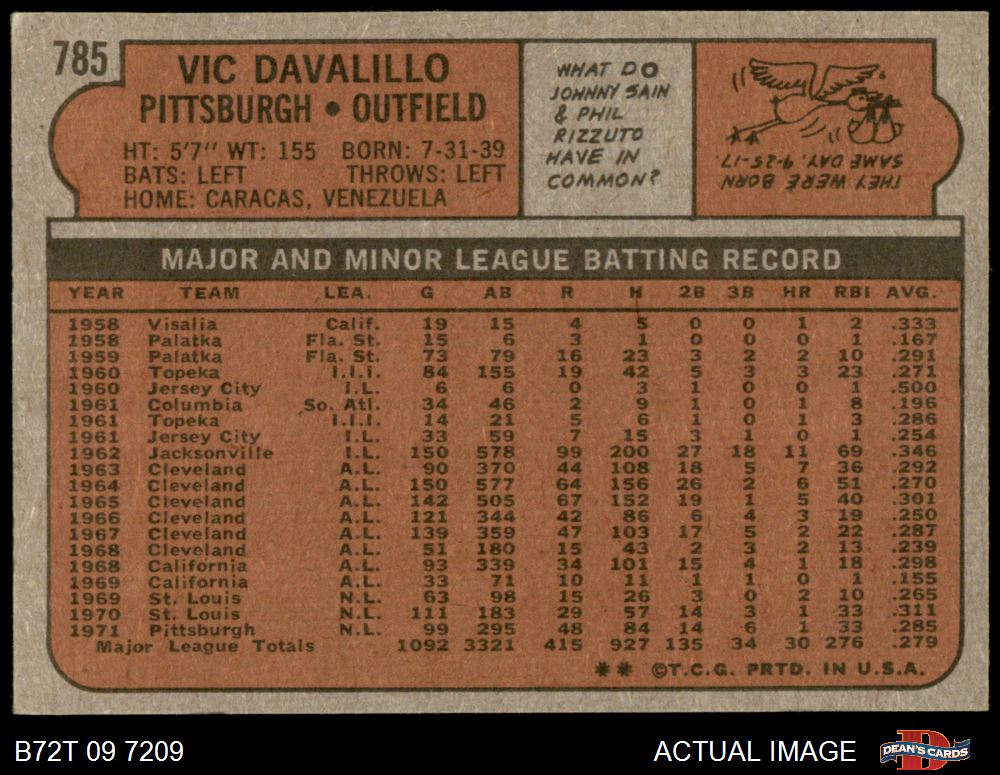 785
VIC DAVALILLO
PITTSBURGH • OUTFIELD
HT: 5'7" WT: 155 BORN: 7-31-39
BATS: LEFT THROWS: LEFT
HOME: CARACAS, VENEZUELA
WHAT DO
JOHNNY SAIN
& PHIL
RIZZUTO
HAVE IN
COMMON?
THEY WERE BORN
SAME DAY, 9-25-17.
MAJOR AND MINOR LEAGUE BATTING RECORD
YEAR TEAM LEA. G AB R H 2B 3B HR RBI AVG.
1958 Visalia Calif. 19 15 4 5 0 0 1 2 .333
1958 Palatka Fla. St. 15 6 3 1 0 0 0 1 .167
1959 Palatka Fla. St. 73 79 16 23 3 2 2 10 .291
1960 Topeka I.I.I. 84 155 19 42 5 3 3 23 .271
1960 Jersey City I.L. 6 6 0 3 1 0 0 1 .500
1961 Columbia So. Atl. 34 46 2 9 1 0 1 8 .196
1961 Topeka I.I.I. 14 21 5 6 1 0 1 3 .286
1961 Jersey City I.L. 33 59 7 15 3 1 0 1 .254
1962 Jacksonville I.L. 150 578 99 200 27 18 11 69 .346
1963 Cleveland A.L. 90 370 44 108 18 5 7 36 .292
1964 Cleveland A.L. 150 577 64 156 26 2 6 51 .270
1965 Cleveland A.L. 142 505 67 152 19 1 5 40 .301
1966 Cleveland A.L. 121 344 42 86 6 4 3 19 .250
1967 Cleveland A.L. 139 359 47 103 17 5 2 22 .287
1968 Cleveland A.L. 51 180 15 43 2 3 2 13 .239
1968 California A.L. 93 339 34 101 15 4 1 18 .298
1969 California A.L. 33 71 10 11 1 1 0 1 .155
1969 St. Louis N.L. 63 98 15 26 3 0 2 10 .265
1970 St. Louis N.L. 111 183 29 57 14 3 1 33 .311
1971 Pittsburgh N.L. 99 295 48 84 14 6 1 33 .285
Major League Totals 1092 3321 415 927 135 34 30 276 .279
** ©T.C.G. PRTD. IN U.S.A.
B72T 09 7209
ACTUAL IMAGE
D
DEAN'S CARDS